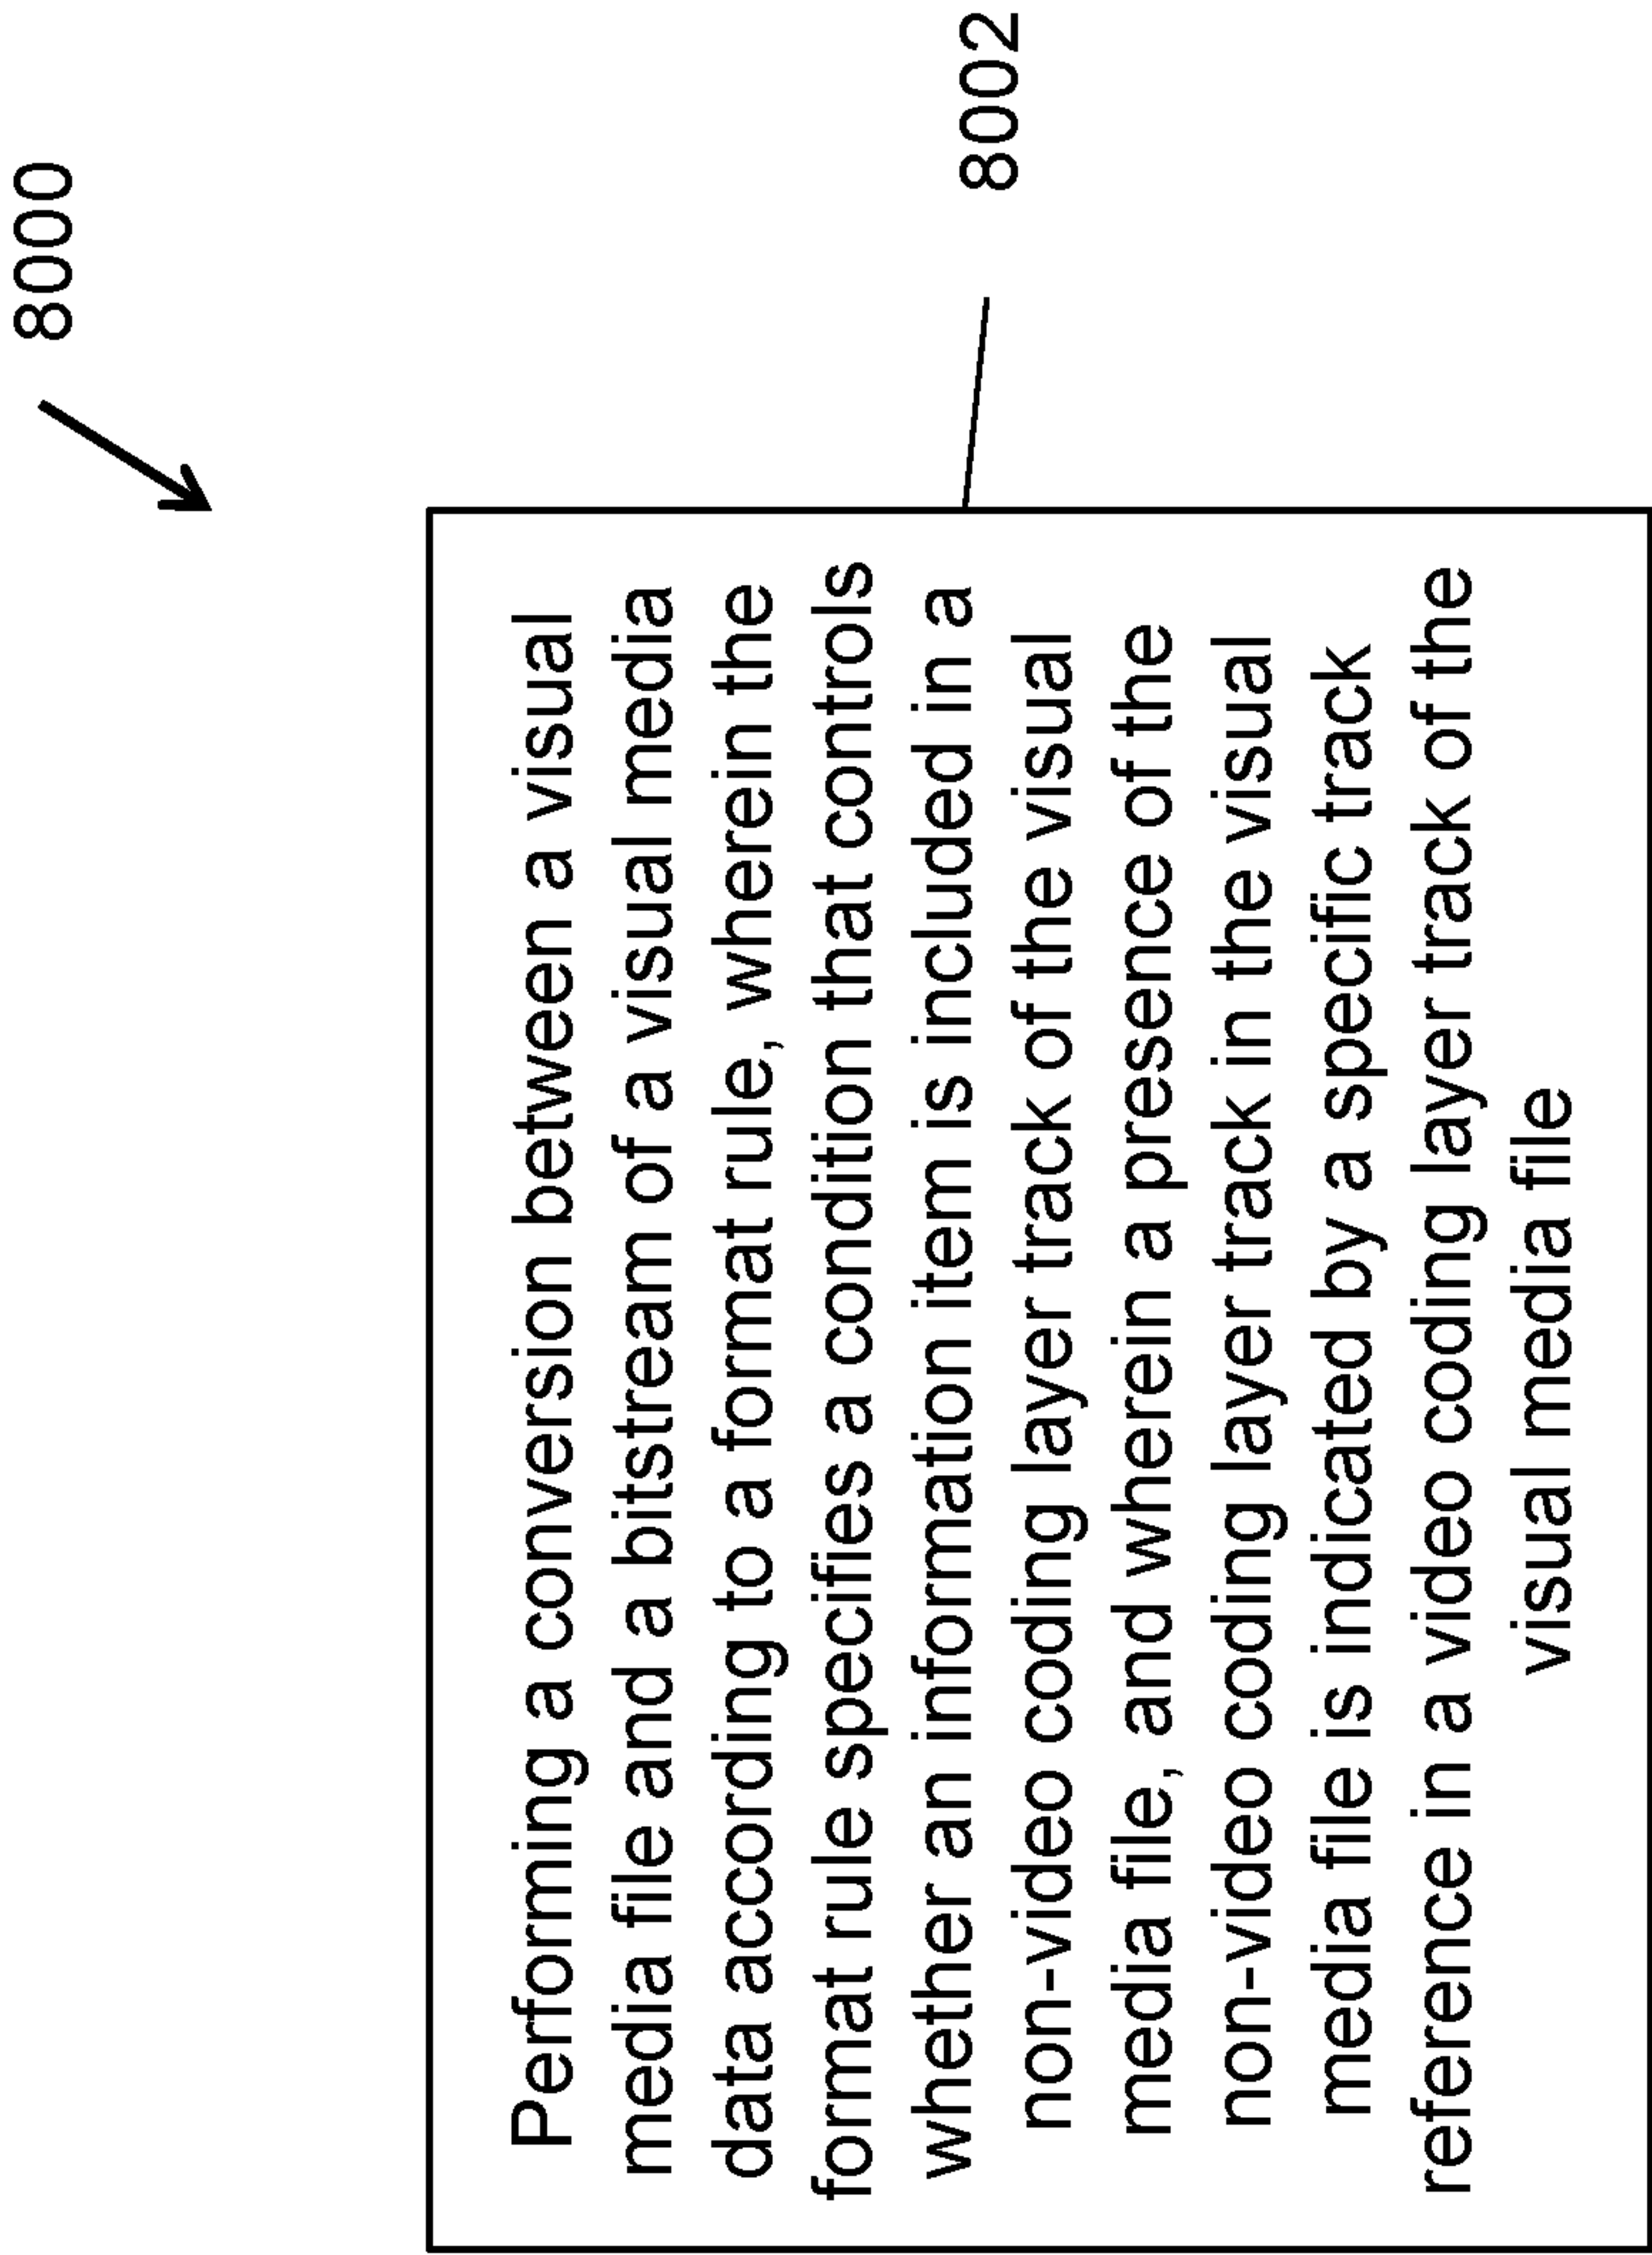 8000
8002
Performing a conversion between a visual
media file and a bitstream of a visual media
data according to a format rule, wherein the
format rule specifies a condition that controls
whether an information item is included in a
non-video coding layer track of the visual
media file, and wherein a presence of the
non-video coding layer track in the visual
media file is indicated by a specific track
reference in a video coding layer track of the
visual media file